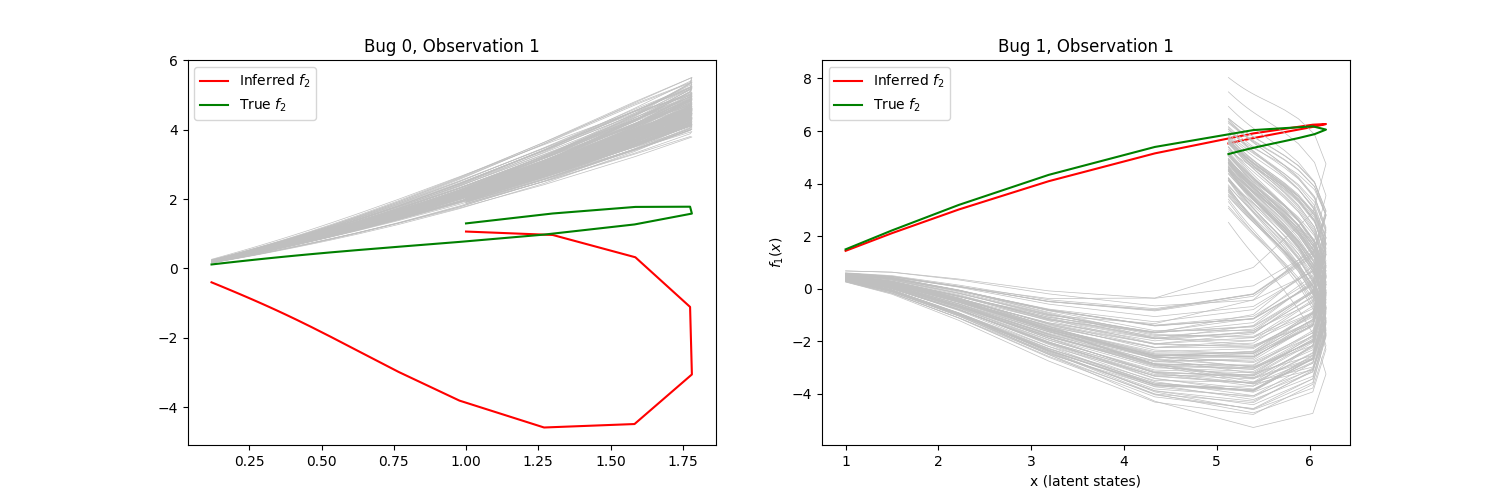 Bug 0, Observation 1
Inferred f₂
True f₂
6
4
2
0
−2
−4
0.25 0.50 0.75 1.00 1.25 1.50 1.75
Bug 1, Observation 1
Inferred f₂
True f₂
8
6
4
2
0
−2
−4
f₁(x)
1 2 3 4 5 6
x (latent states)